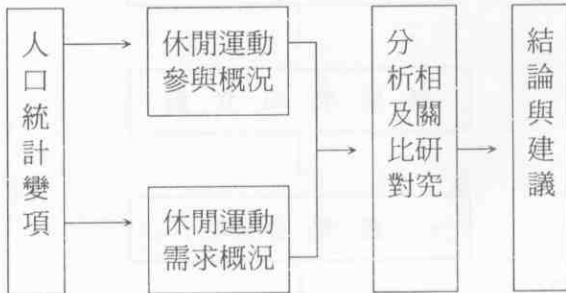 人口統計變項
休閒運動
參與概況
休閒運動
需求概況
相關研究
分析及比對
結論與建議